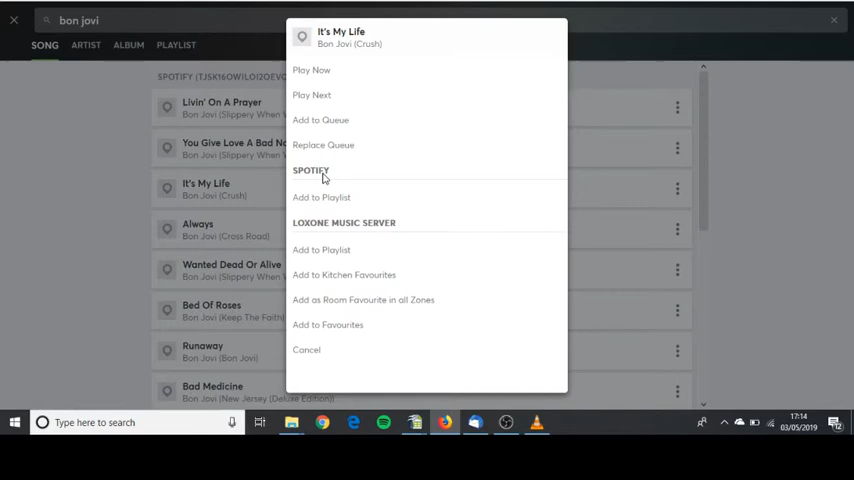 bon jovi
SONG ARTIST ALBUM PLAYLIST
SPOTIFY
Livin' On A Prayer
Bon Jovi (Slippery When W
You Give Love A Bad N
Bon Jovi (Slippery When W
It's My Life
Bon Jovi (Crush)
Always
Bon Jovi (Cross Road)
Wanted Dead Or Alive
Bon Jovi (Slippery When W
Bed Of Roses
Bon Jovi (Keep The Faith)
Runaway
Bon Jovi (Bon Jovi)
Bad Medicine
Bon Jovi (New Jersey (Deluxe Edition))
It's My Life
Bon Jovi (Crush)
Play Now
Play Next
Add to Queue
Replace Queue
SPOTIFY
Add to Playlist
LOXONE MUSIC SERVER
Add to Playlist
Add to Kitchen Favourites
Add as Room Favourite in all Zones
Add to Favourites
Cancel
Type here to search
17:14
03/05/2019
12